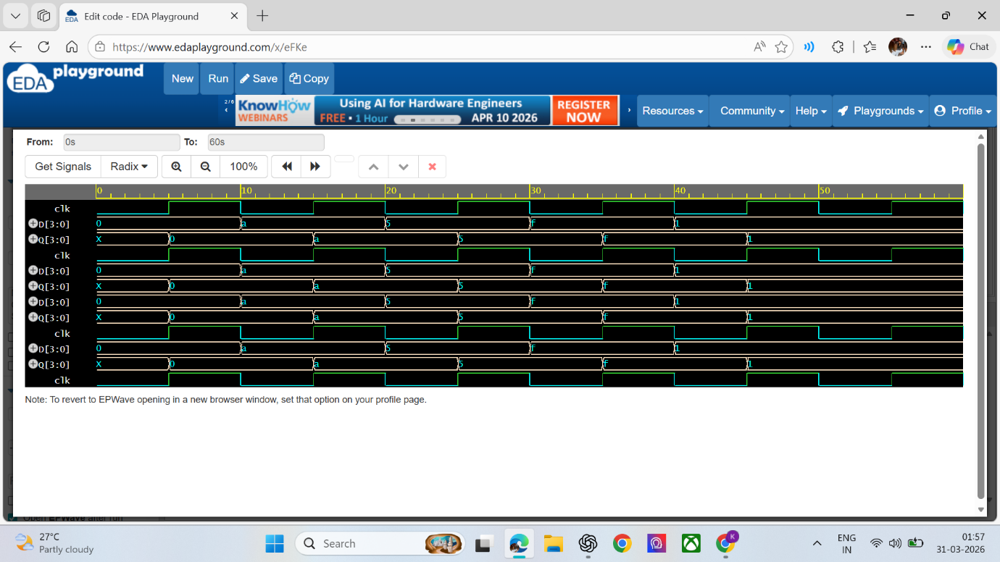 Edit code - EDA Playground
https://www.edaplayground.com/x/eFKe
Chat
EDA playground
New Run Save Copy
2/6
KnowHow WEBINARS
Using AI for Hardware Engineers
FREE • 1 Hour APR 10 2026
REGISTER NOW
Resources Community Help Playgrounds Profile
From: 0s To: 60s
Get Signals Radix 100%
0 10 20 30 40 50
clk
D[3:0] 0 a 5 f 1
Q[3:0] X 0 a 5 f 1
clk
D[3:0] 0 a 5 f 1
Q[3:0] X 0 a 5 f 1
D[3:0] 0 a 5 f 1
Q[3:0] X 0 a 5 f 1
clk
D[3:0] 0 a 5 f 1
Q[3:0] X 0 a 5 f 1
clk
Note: To revert to EPWave opening in a new browser window, set that option on your profile page.
Open EPWave after run
27°C
Partly cloudy
Search
K
ENG
IN
01:57
31-03-2026